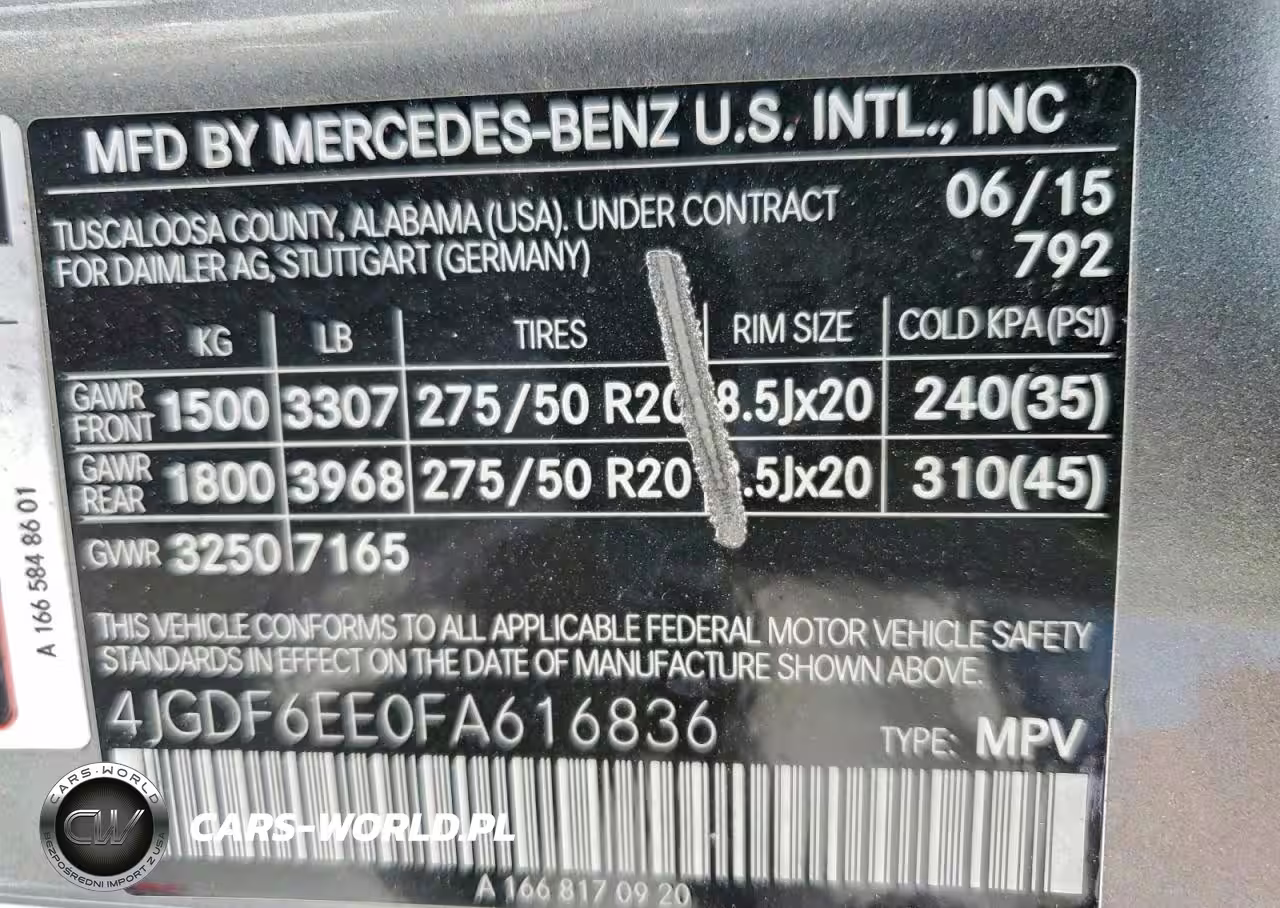 MFD BY MERCEDES-BENZ U.S. INTL., INC
TUSCALOOSA COUNTY, ALABAMA (USA). UNDER CONTRACT
FOR DAIMLER AG, STUTTGART (GERMANY)
06/15
792
KG LB TIRES RIM SIZE COLD KPA (PSI)
GAWR FRONT 1500 3307 275/50 R20 8.5Jx20 240(35)
GAWR REAR 1800 3968 275/50 R20 .5Jx20 310(45)
GVWR 3250 7165
THIS VEHICLE CONFORMS TO ALL APPLICABLE FEDERAL MOTOR VEHICLE SAFETY
STANDARDS IN EFFECT ON THE DATE OF MANUFACTURE SHOWN ABOVE.
4JGDF6EE0FA616836
TYPE: MPV
A 166 817 09 20
A 166 584 86 01
CARS-WORLD
CW
BEZPOŚREDNI IMPORT Z USA
CARS-WORLD.PL